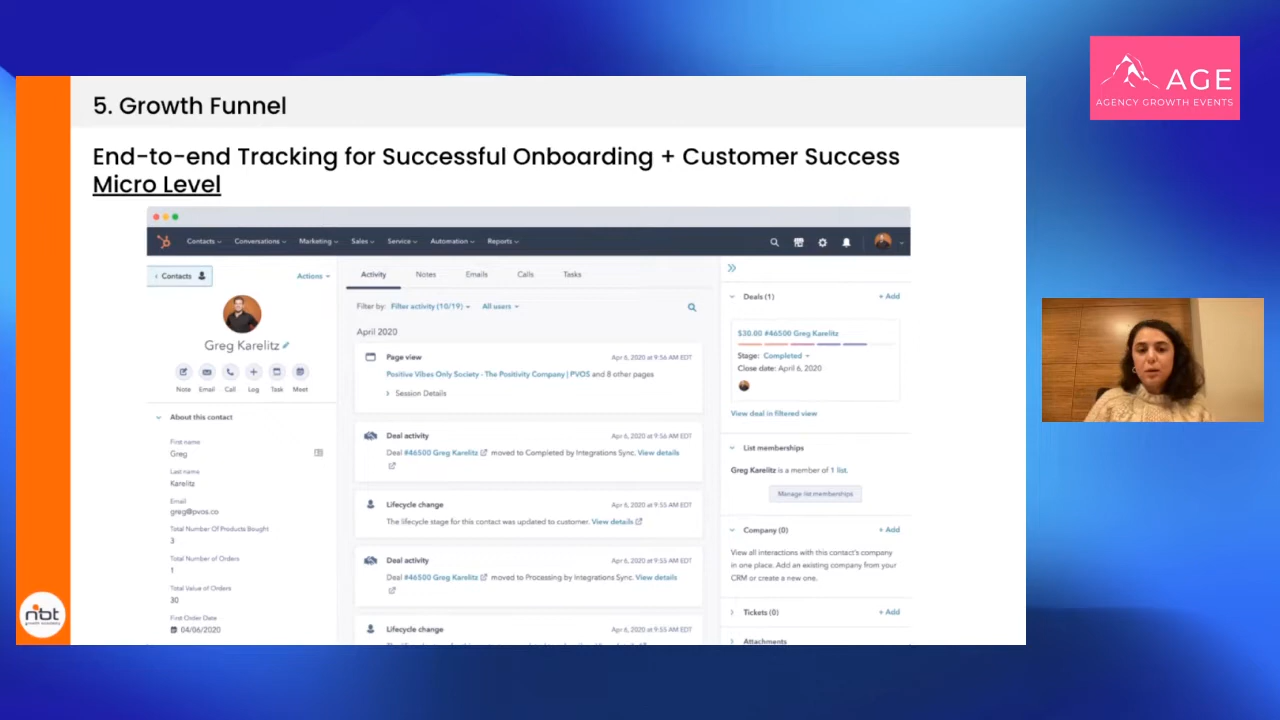 AGE
AGENCY GROWTH EVENTS
5. Growth Funnel
End-to-end Tracking for Successful Onboarding + Customer Success
Micro Level
Contacts
Conversations
Marketing
Sales
Service
Automation
Reports
Contacts
Actions
Greg Karelitz
Note
Email
Call
Log
Task
Meet
About this contact
First name
Greg
Last name
Karelitz
Email
greg@pvos.co
Total Number Of Products Bought
3
Total Number of Orders
1
Total Value of Orders
30
First Order Date
04/06/2020
Activity
Notes
Emails
Calls
Tasks
Filter by: Filter activity (10/19)
All users
April 2020
Page view
Apr 6, 2020 at 9:56 AM EDT
Positive Vibes Only Society - The Positivity Company | PVOS and 8 other pages
Session Details
Deal activity
Apr 6, 2020 at 9:56 AM EDT
Deal #46500 Greg Karelitz moved to Completed by Integrations Sync. View details
Lifecycle change
Apr 6, 2020 at 9:55 AM EDT
The lifecycle stage for this contact was updated to customer. View details
Deal activity
Apr 6, 2020 at 9:55 AM EDT
Deal #46500 Greg Karelitz moved to Processing by Integrations Sync. View details
Lifecycle change
Apr 6, 2020 at 9:55 AM EDT
Deals (1)
+ Add
$30.00 #46500 Greg Karelitz
Stage: Completed
Close date: April 6, 2020
View deal in filtered view
List memberships
Greg Karelitz is a member of 1 list.
Manage list memberships
Company (0)
+ Add
View all interactions with this contact's company
in one place. Add an existing company from your
CRM or create a new one.
Tickets (0)
+ Add
Attachments
nbt